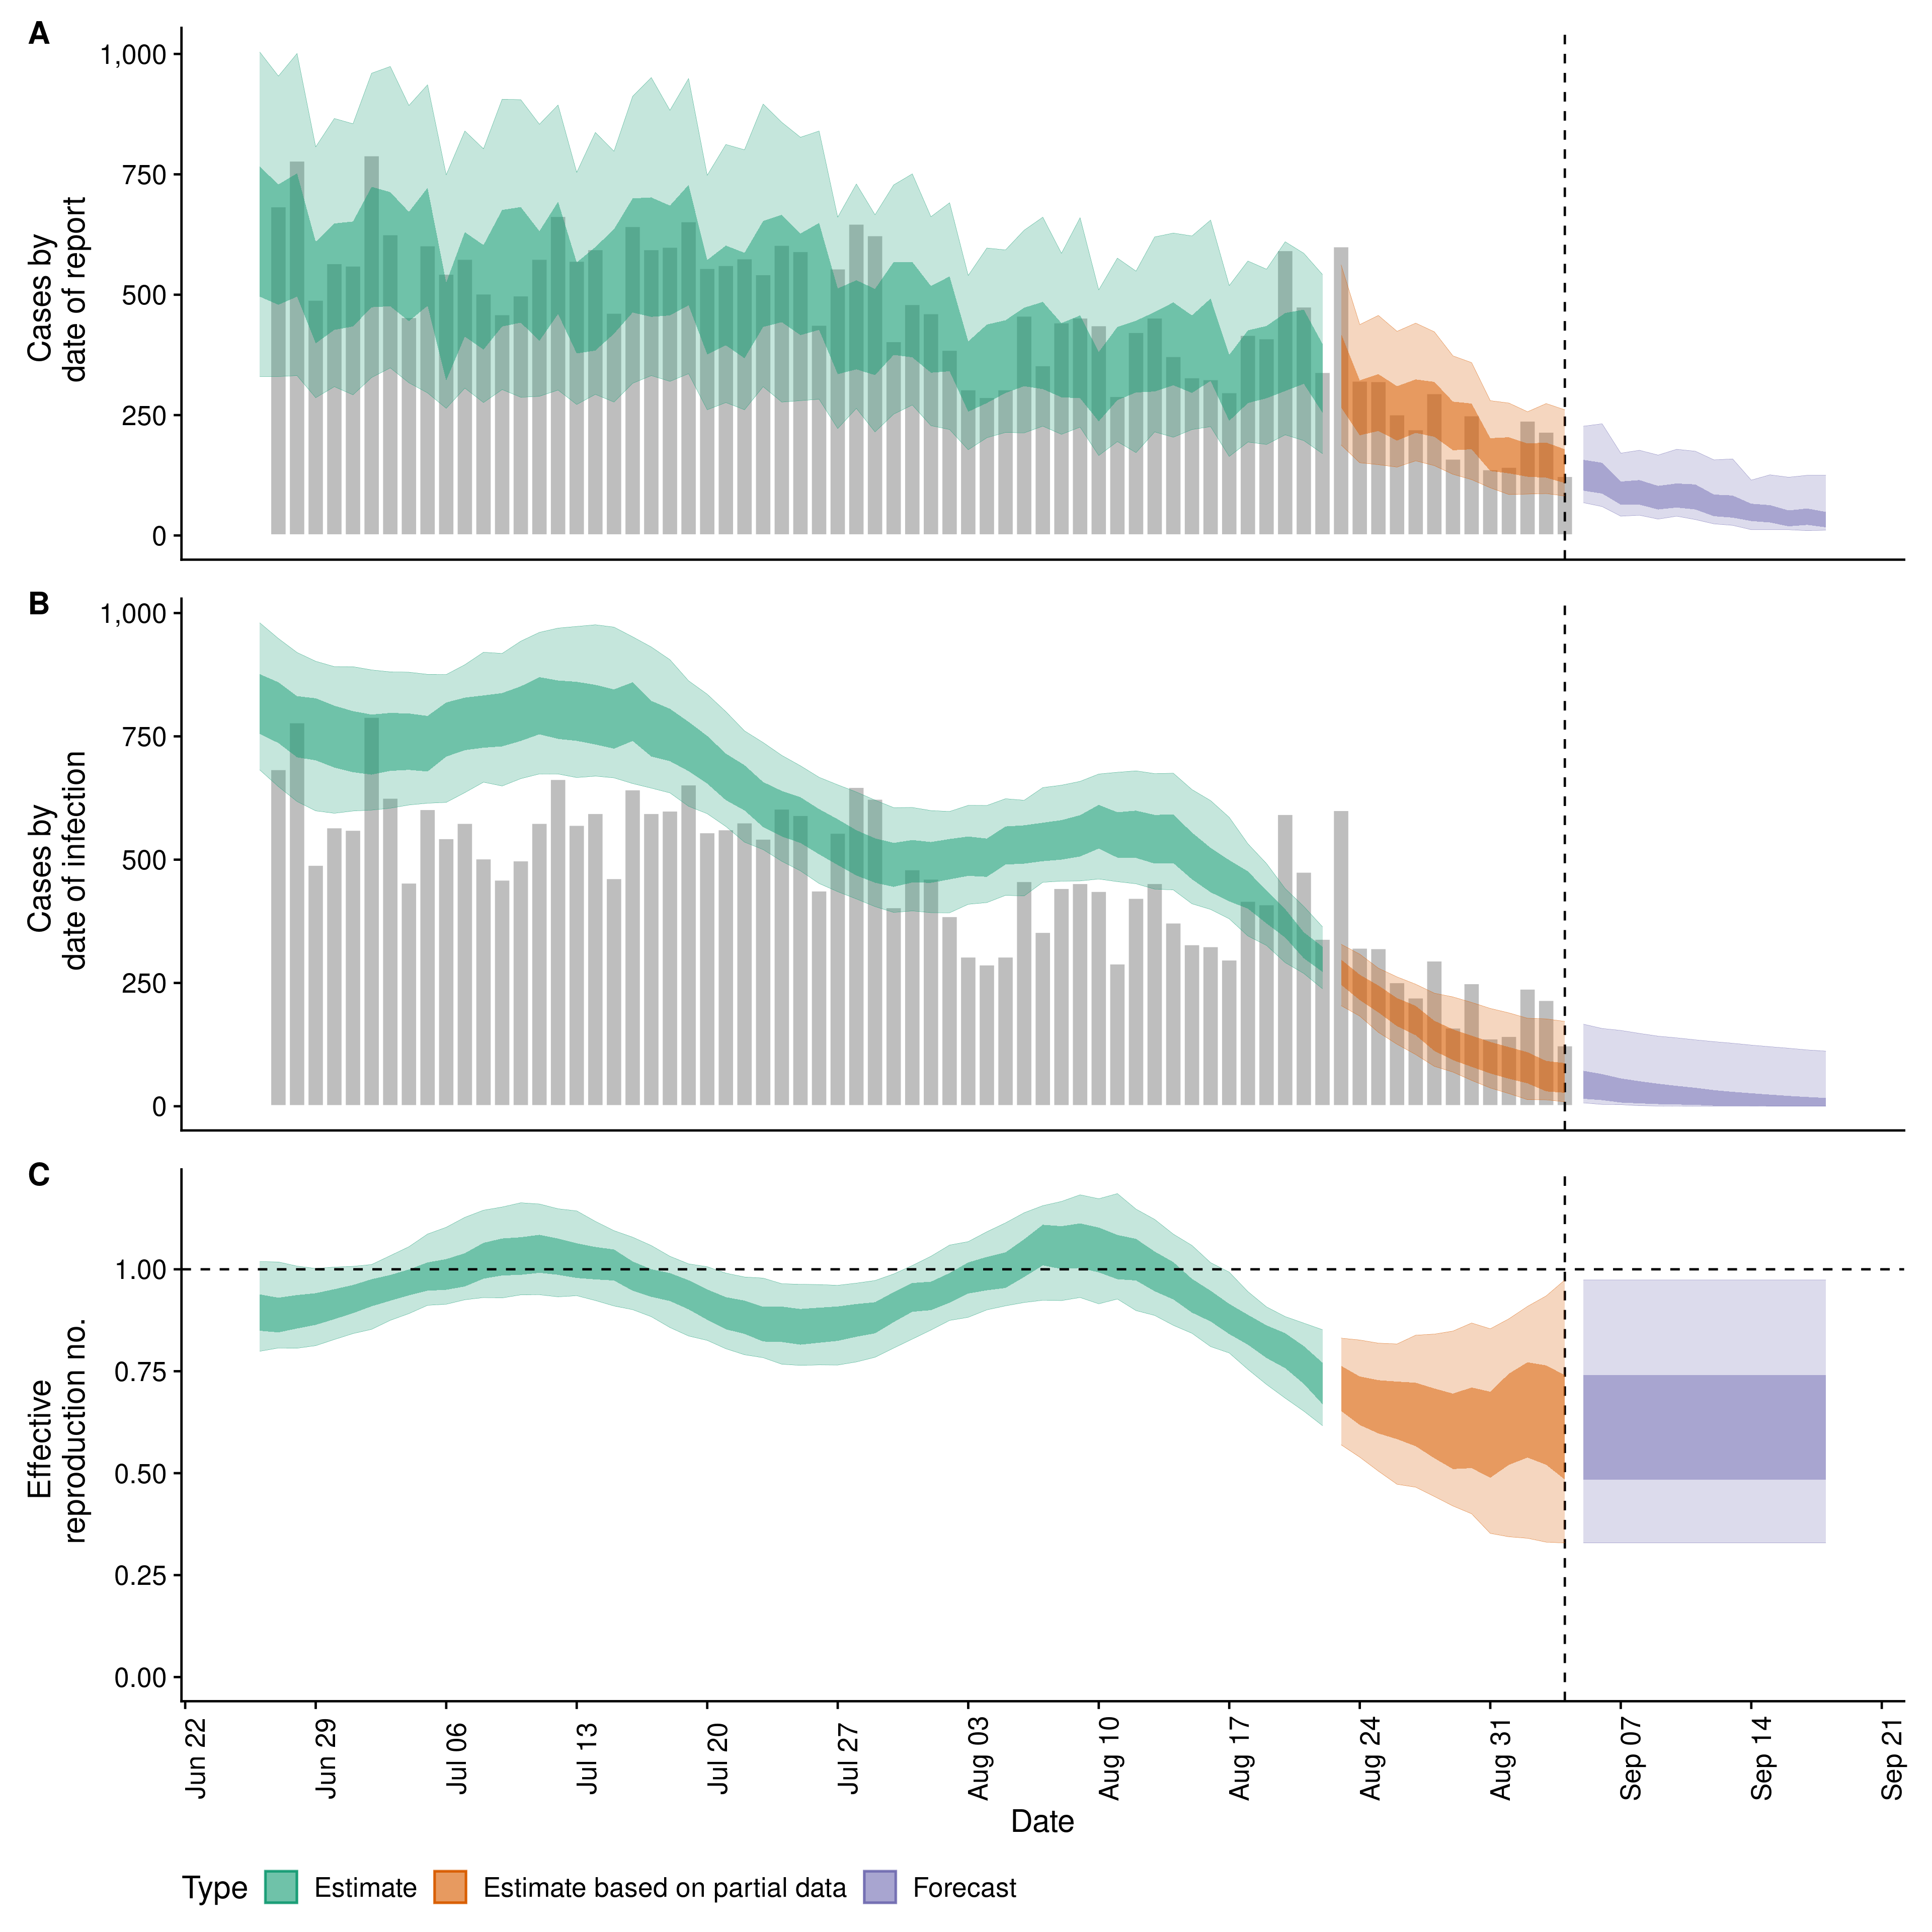 A
1,000
750
500
250
0
Cases by
date of report
B
1,000
750
500
250
0
Cases by
date of infection
C
1.00
0.75
0.50
0.25
0.00
Effective
reproduction no.
Jun 22
Jun 29
Jul 06
Jul 13
Jul 20
Jul 27
Aug 03
Aug 10
Aug 17
Aug 24
Aug 31
Sep 07
Sep 14
Sep 21
Date
Type Estimate Estimate based on partial data Forecast